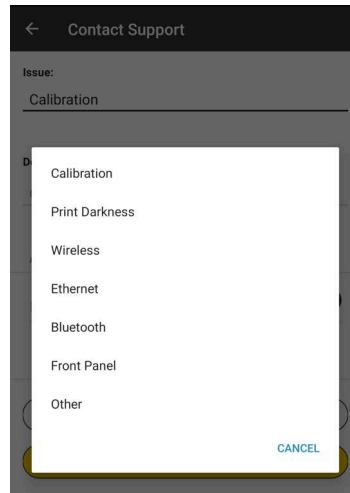 Contact Support
Issue:
Calibration
Calibration
Print Darkness
Wireless
Ethernet
Bluetooth
Front Panel
Other
CANCEL